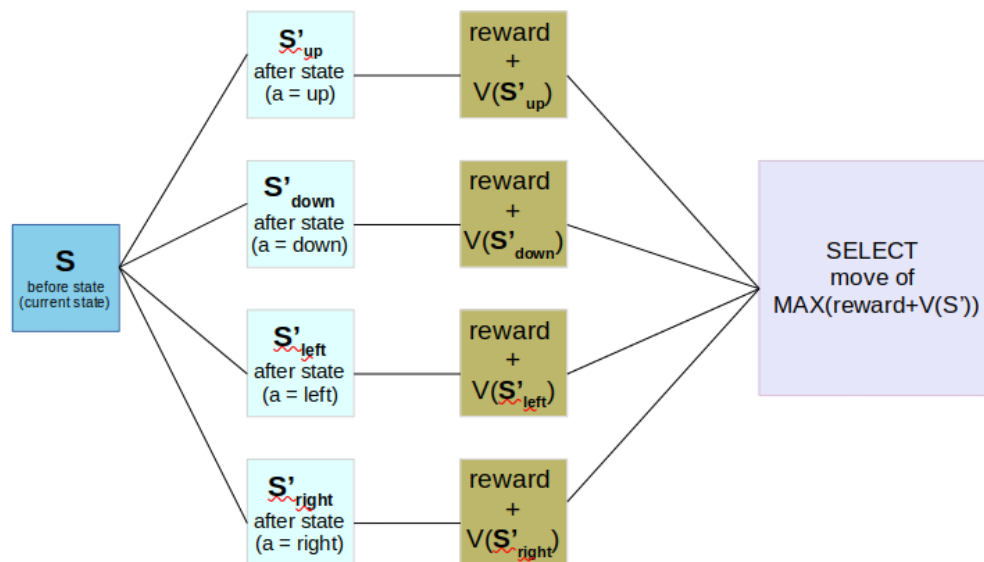 S
before state
(current state)
S’up
after state
(a = up)
S’down
after state
(a = down)
S’left
after state
(a = left)
S’right
after state
(a = right)
reward
+
V(S’up)
reward
+
V(S’down)
reward
+
V(S’left)
reward
+
V(S’right)
SELECT
move of
MAX(reward+V(S’))